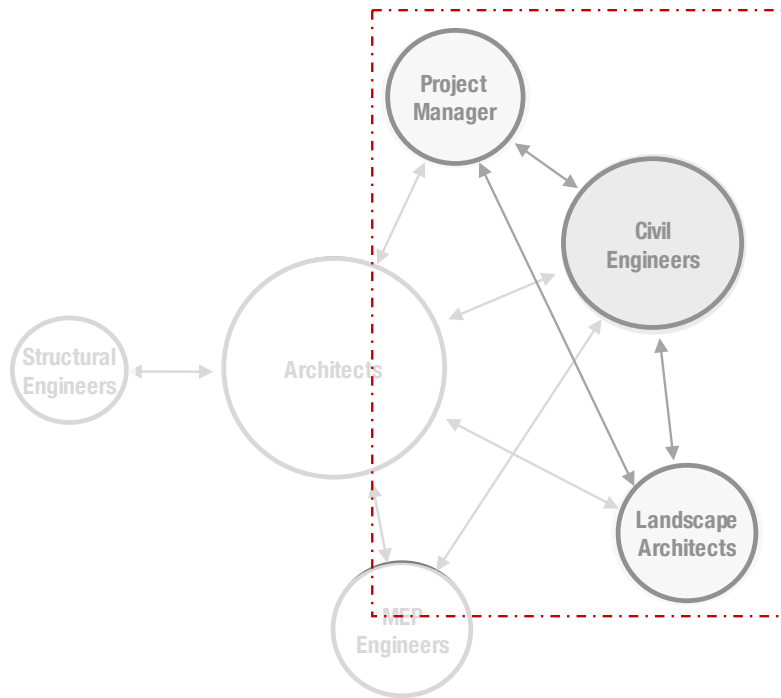 Project
Manager
Civil
Engineers
Structural
Engineers
Architects
Landscape
Architects
MEP
Engineers